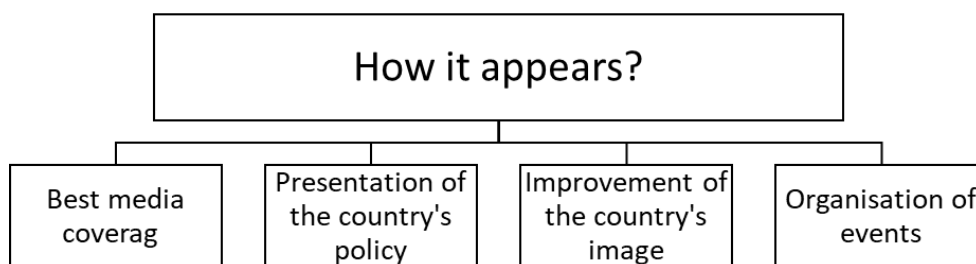 How it appears?
Best media
coverag
Presentation of
the country's
policy
Improvement of
the country's
image
Organisation of
events